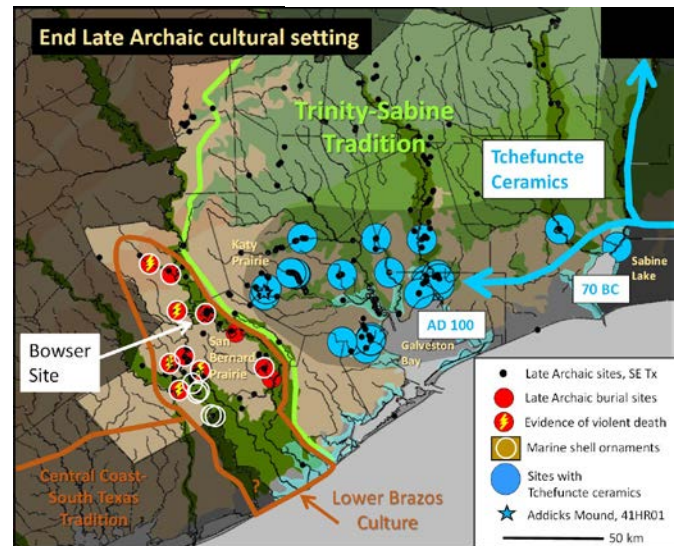 End Late Archaic cultural setting
Trinity-Sabine
Tradition
Tchefuncte
Ceramics
Katy
Prairie
Sabine
Lake
70 BC
AD 100
Galveston
Bay
Bowser
Site
San
Bernard
Prairie
Central Coast-
South Texas
Tradition
?
Lower Brazos
Culture
Late Archaic sites, SE Tx
Late Archaic burial sites
Evidence of violent death
Marine shell ornaments
Sites with
Tchefuncte ceramics
Addicks Mound, 41HR01
50 km